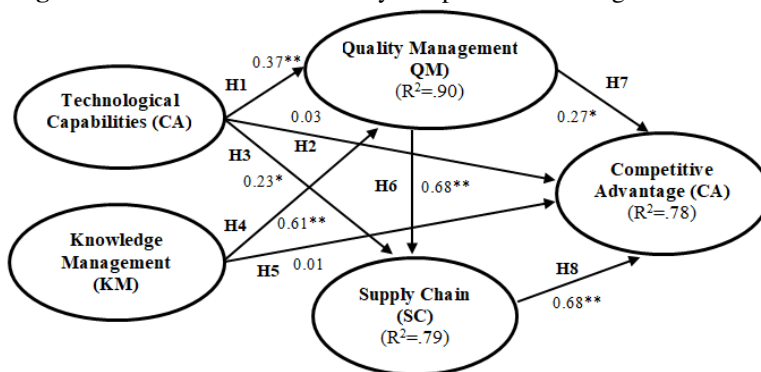 Quality Management
QM)
(R²=.90)
0.37**
H1
H7
Technological
Capabilities (CA)
0.03
0.27*
H3
H2
Competitive
Advantage (CA)
(R²=.78)
0.23*
H6
0.68**
H4
0.61**
Knowledge
Management
(KM)
H5
0.01
H8
Supply Chain
(SC)
(R²=.79)
0.68**